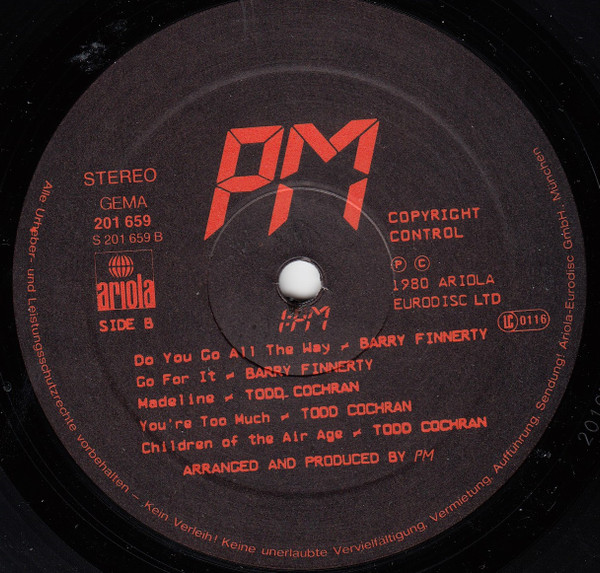 PM
STEREO
GEMA
201 659
S 201 659 B
ariola
SIDE B
COPYRIGHT
CONTROL
Ⓟ Ⓒ
1980 ARIOLA
EURODISC LTD
LC 0116
PM
Do You Go All The Way ≠ BARRY FINNERTY
Go For It ≠ BARRY FINNERTY
Madeline ≠ TODD COCHRAN
You're Too Much ≠ TODD COCHRAN
Children of the Air Age ≠ TODD COCHRAN
ARRANGED AND PRODUCED BY PM
Alle Urheber- und Leistungsschutzrechte vorbehalten – Kein Verleih! Keine unerlaubte Vervielfältigung, Vermietung, Aufführung, Sendung! Ariola-Eurodisc GmbH, München